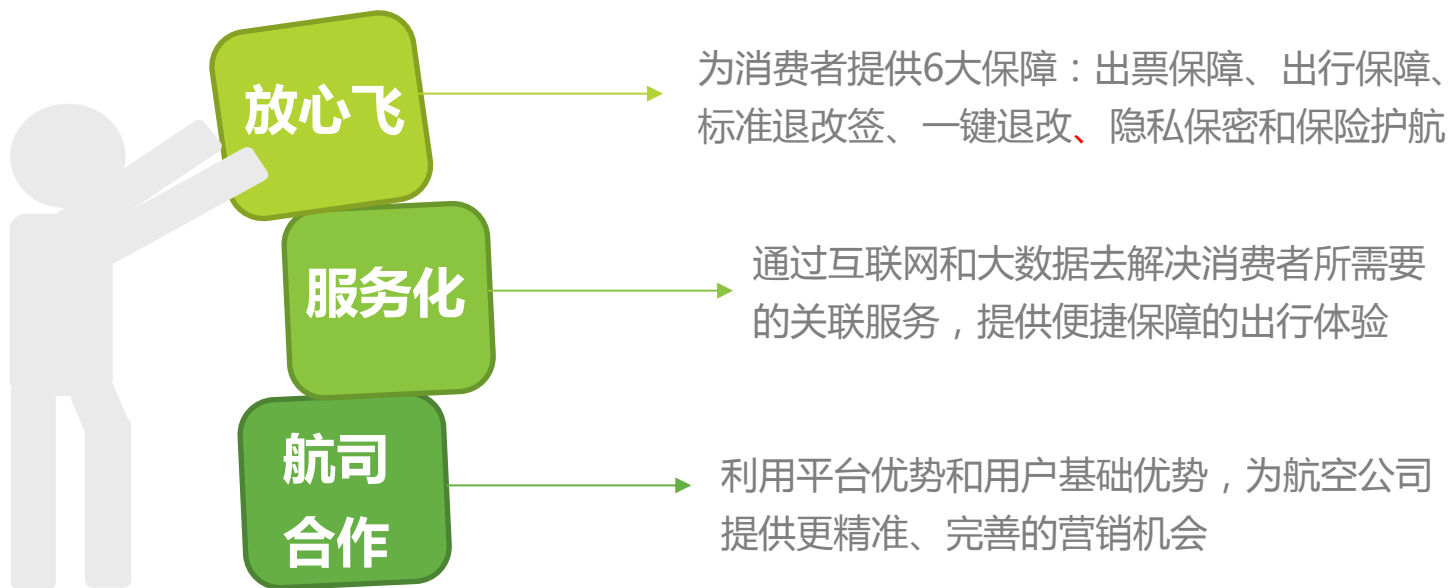 放心飞
为消费者提供6大保障：出票保障、出行保障、
标准退改签、一键退改、隐私保密和保险护航
服务化
通过互联网和大数据去解决消费者所需要
的关联服务，提供便捷保障的出行体验
航司
合作
利用平台优势和用户基础优势，为航空公司
提供更精准、完善的营销机会